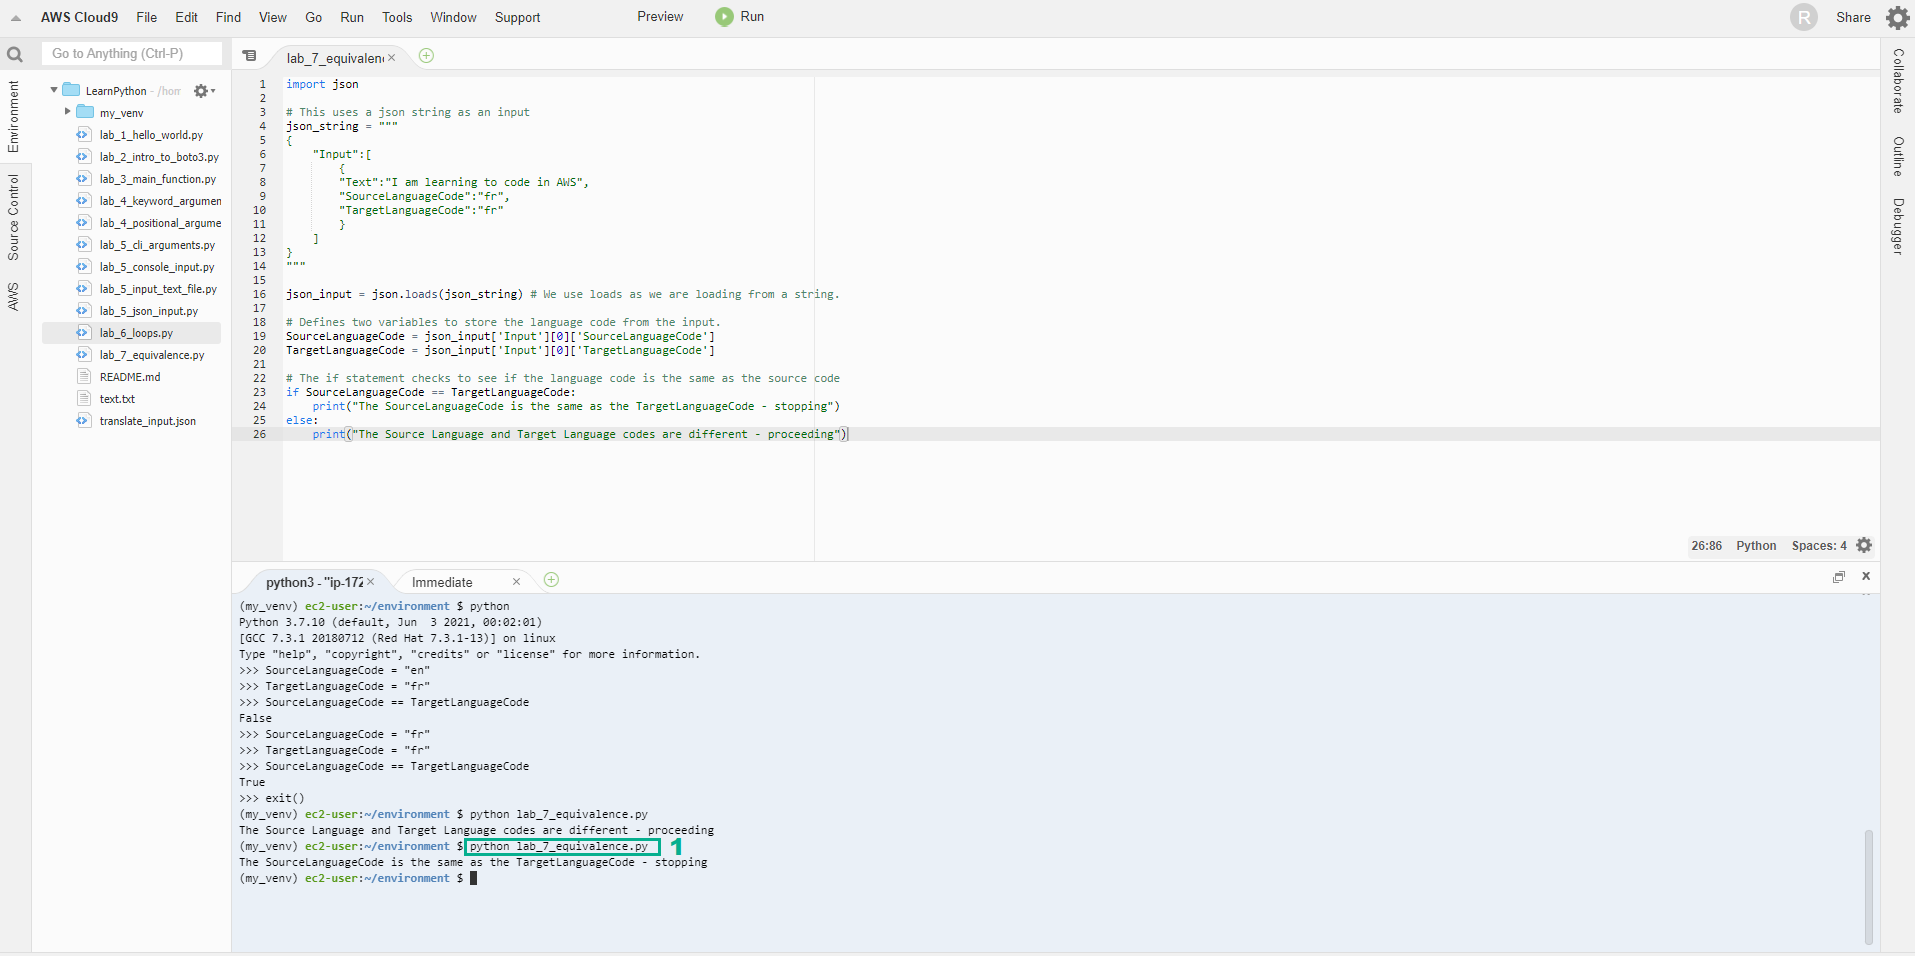 AWS Cloud9 File Edit Find View Go Run Tools Window Support Preview Run R Share
Go to Anything (Ctrl-P)
lab_7_equivalen
Environment
Source Control
AWS
LearnPython - /hom
my_venv
lab_1_hello_world.py
lab_2_intro_to_boto3.py
lab_3_main_function.py
lab_4_keyword_argumen
lab_4_positional_argume
lab_5_cli_arguments.py
lab_5_console_input.py
lab_5_input_text_file.py
lab_5_json_input.py
lab_6_loops.py
lab_7_equivalence.py
README.md
text.txt
translate_input.json
1 import json
2
3 # This uses a json string as an input
4 json_string = """
5 {
6     "Input":[
7         {
8         "Text":"I am learning to code in AWS",
9         "SourceLanguageCode":"fr",
10         "TargetLanguageCode":"fr"
11         }
12     ]
13 }
14 """
15
16 json_input = json.loads(json_string) # We use loads as we are loading from a string.
17
18 # Defines two variables to store the language code from the input.
19 SourceLanguageCode = json_input['Input'][0]['SourceLanguageCode']
20 TargetLanguageCode = json_input['Input'][0]['TargetLanguageCode']
21
22 # The if statement checks to see if the language code is the same as the source code
23 if SourceLanguageCode == TargetLanguageCode:
24     print("The SourceLanguageCode is the same as the TargetLanguageCode - stopping")
25 else:
26     print("The Source Language and Target Language codes are different - proceeding")
26:86 Python Spaces: 4
Collaborate
Outline
Debugger
python3 - "ip-172 Immediate
(my_venv) ec2-user:~/environment $ python
Python 3.7.10 (default, Jun  3 2021, 00:02:01)
[GCC 7.3.1 20180712 (Red Hat 7.3.1-13)] on linux
Type "help", "copyright", "credits" or "license" for more information.
>>> SourceLanguageCode = "en"
>>> TargetLanguageCode = "fr"
>>> SourceLanguageCode == TargetLanguageCode
False
>>> SourceLanguageCode = "fr"
>>> TargetLanguageCode = "fr"
>>> SourceLanguageCode == TargetLanguageCode
True
>>> exit()
(my_venv) ec2-user:~/environment $ python lab_7_equivalence.py
The Source Language and Target Language codes are different - proceeding
(my_venv) ec2-user:~/environment $ python lab_7_equivalence.py 1
The SourceLanguageCode is the same as the TargetLanguageCode - stopping
(my_venv) ec2-user:~/environment $